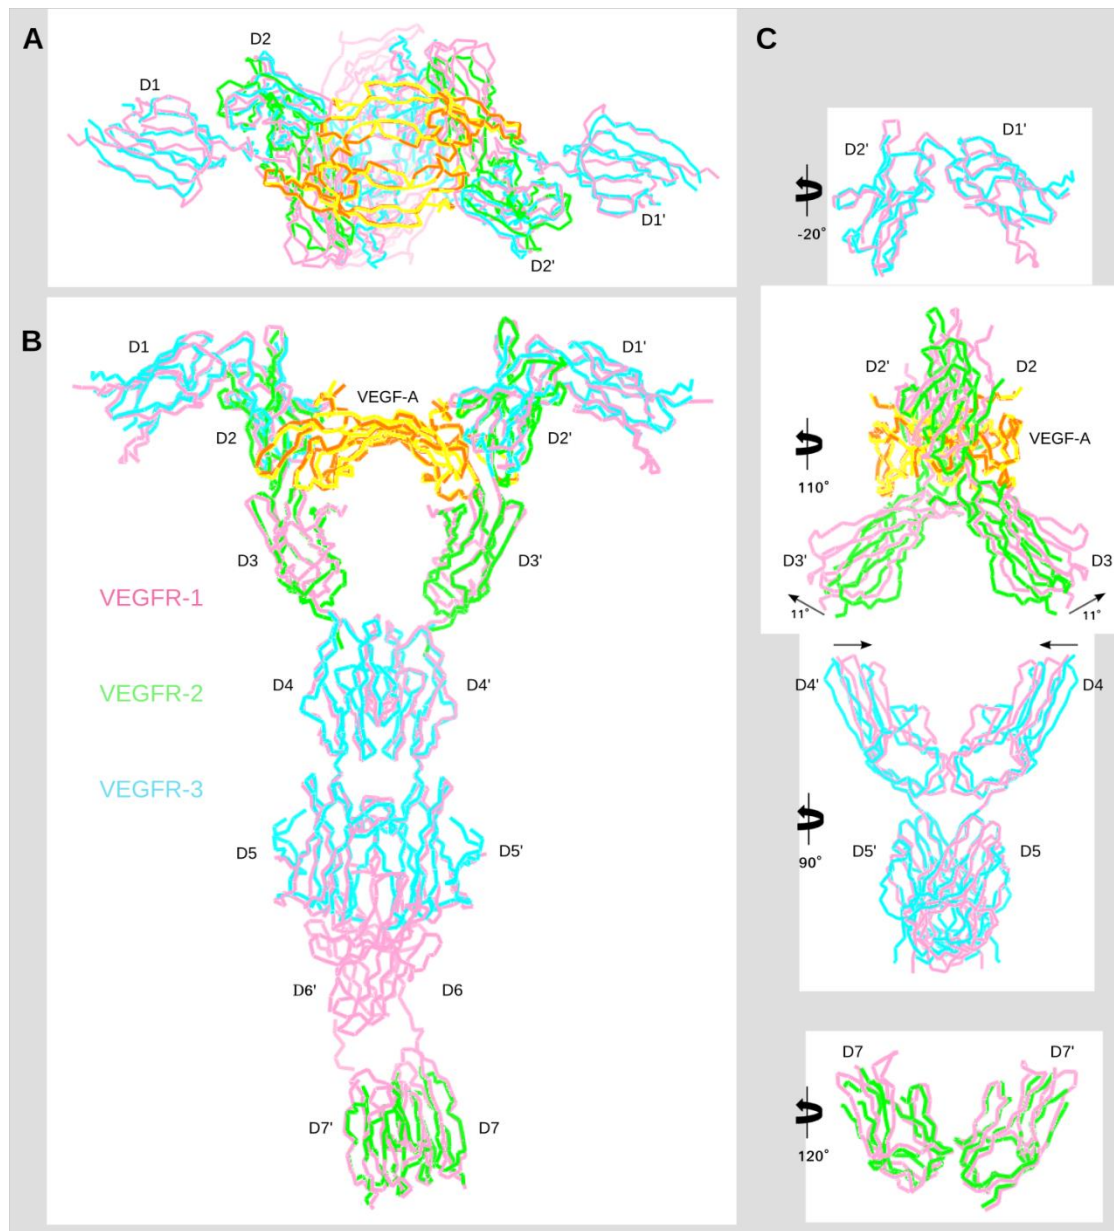 A
D2
D1
D1'
D2'
B
D1
D1'
VEGF-A
D2
D2'
D3
D3'
VEGFR-1
D4
D4'
VEGFR-2
VEGFR-3
D5
D5'
D6'
D6
D7'
D7
C
D1'
D2'
-20°
D2'
D2
VEGF-A
110°
D3'
D3
11°
11°
D4'
D4
D5'
D5
90°
D7
D7'
120°